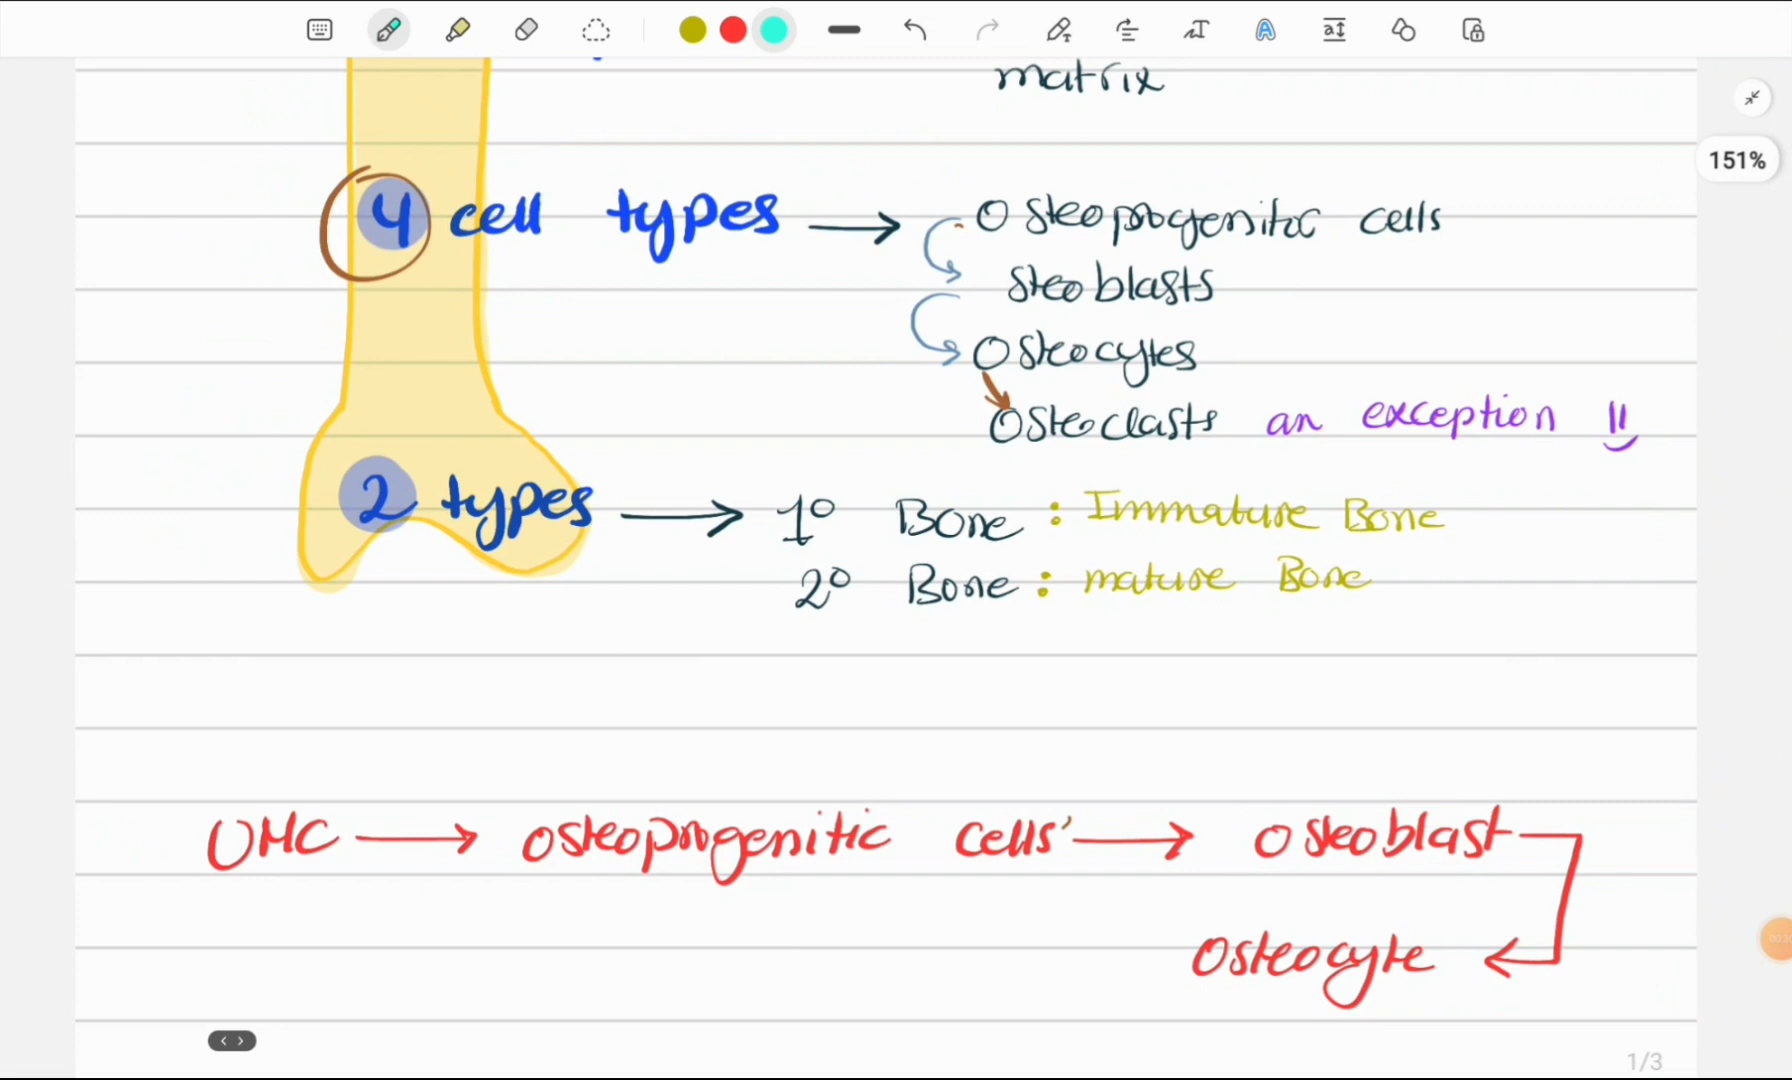 151%
matrix
4 cell types → Osteoprogenitor cells
steoblasts
Osteocytes
Osteoclasts an exception !!
2 types → 1° Bone : Immature Bone
2° Bone : mature Bone
UMC → osteoprogenitic cells → osteoblast
Osteocyte ←
1/3